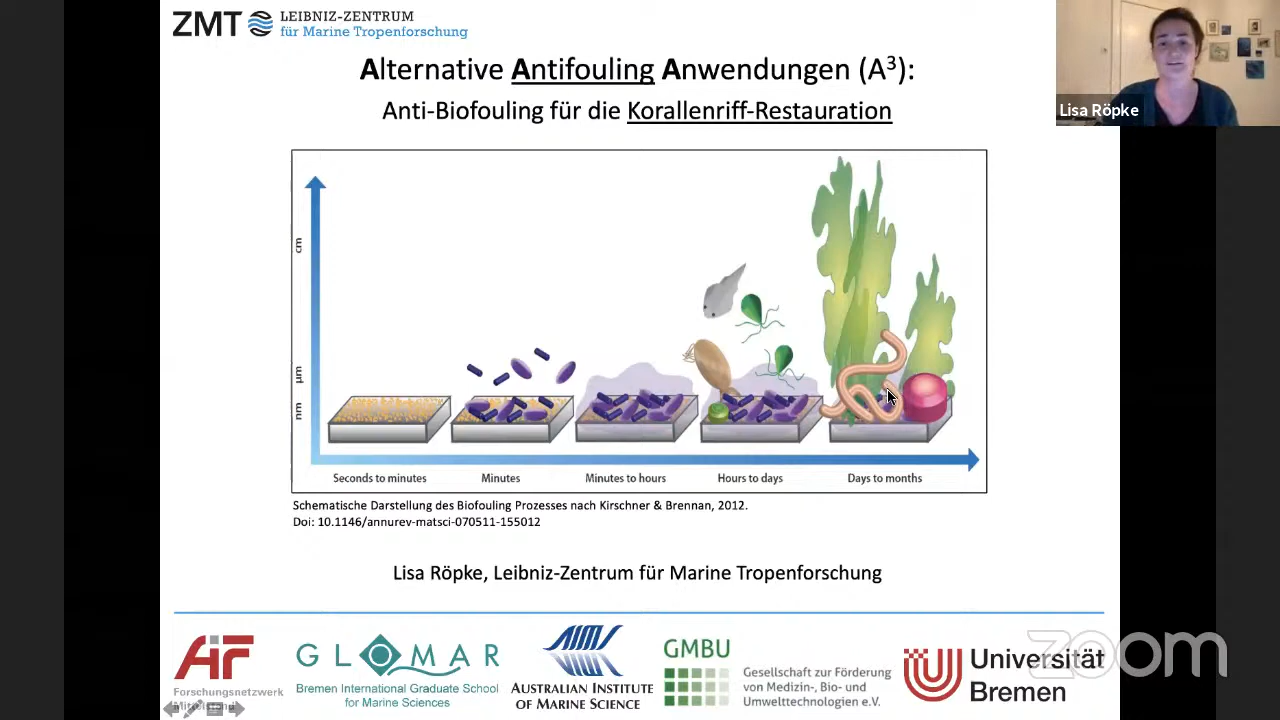 ZMT LEIBNIZ-ZENTRUM
für Marine Tropenforschung
Lisa Röpke
Alternative Antifouling Anwendungen (A³):
Anti-Biofouling für die Korallenriff-Restauration
cm
µm
nm
Seconds to minutes
Minutes
Minutes to hours
Hours to days
Days to months
Schematische Darstellung des Biofouling Prozesses nach Kirschner & Brennan, 2012.
Doi: 10.1146/annurev-matsci-070511-155012
Lisa Röpke, Leibniz-Zentrum für Marine Tropenforschung
AiF
Forschungsnetzwerk
Mittelstand
GLOMAR
Bremen International Graduate School
for Marine Sciences
AIMS
AUSTRALIAN INSTITUTE
OF MARINE SCIENCE
GMBU
Gesellschaft zur Förderung
von Medizin-, Bio- und
Umwelttechnologien e.V.
Universität
Bremen
zoom